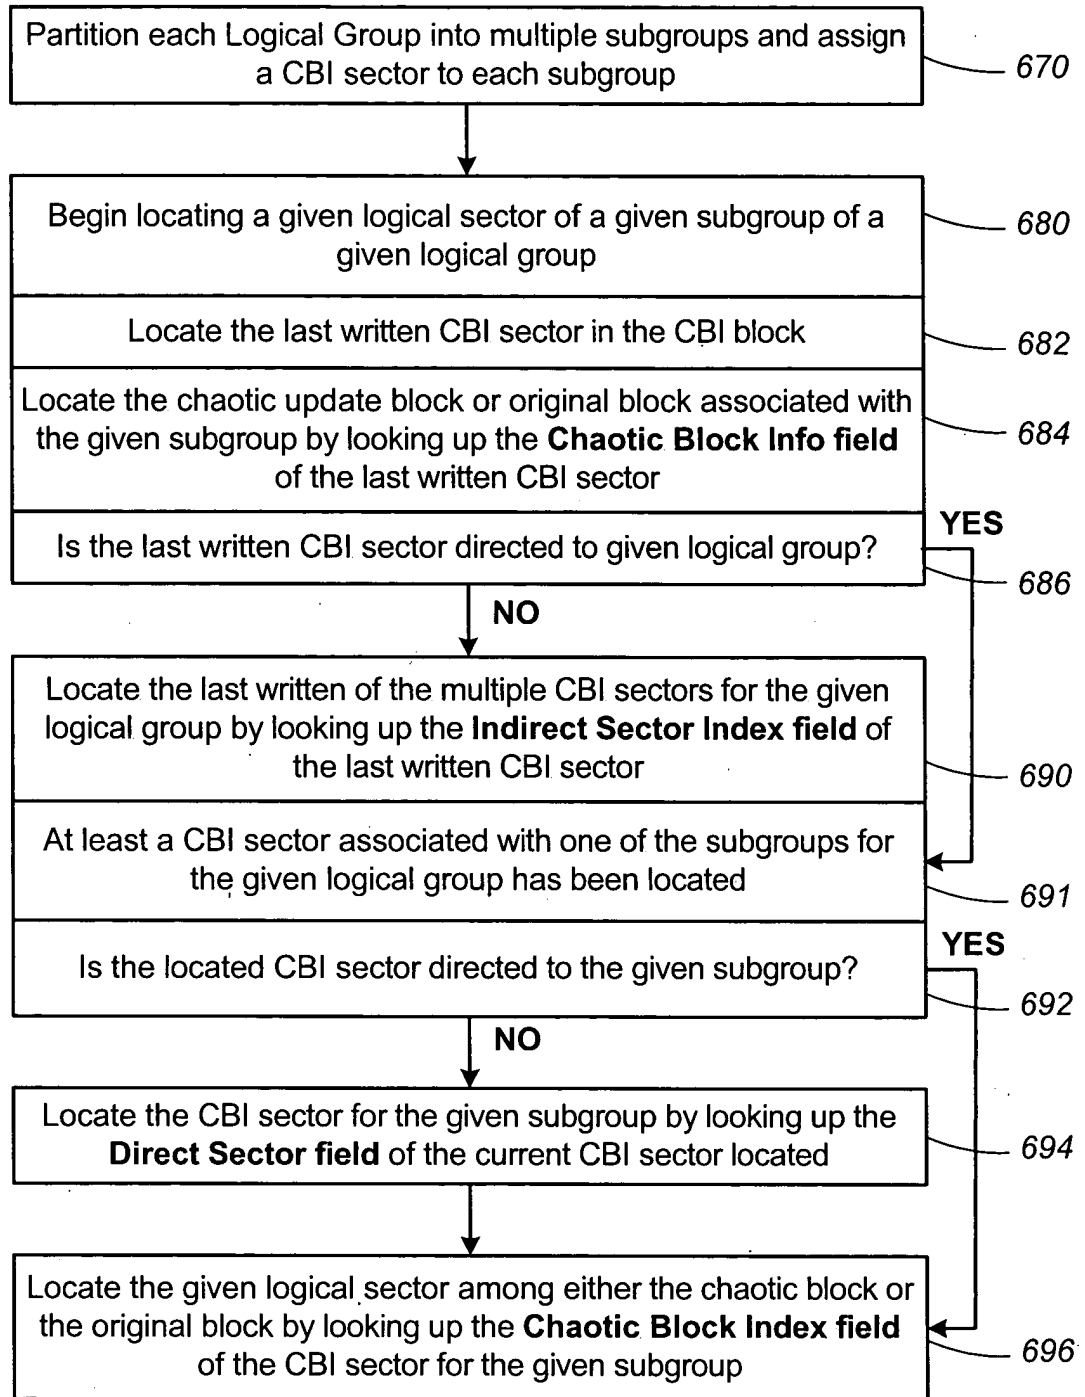 Partition each Logical Group into multiple subgroups and assign
a CBI sector to each subgroup
670
Begin locating a given logical sector of a given subgroup of a
given logical group
680
Locate the last written CBI sector in the CBI block
682
Locate the chaotic update block or original block associated with
the given subgroup by looking up the Chaotic Block Info field
of the last written CBI sector
684
Is the last written CBI sector directed to given logical group?
YES
686
NO
Locate the last written of the multiple CBI sectors for the given
logical group by looking up the Indirect Sector Index field of
the last written CBI sector
690
At least a CBI sector associated with one of the subgroups for
the given logical group has been located
691
Is the located CBI sector directed to the given subgroup?
YES
692
NO
Locate the CBI sector for the given subgroup by looking up the
Direct Sector field of the current CBI sector located
694
Locate the given logical sector among either the chaotic block or
the original block by looking up the Chaotic Block Index field
of the CBI sector for the given subgroup
696